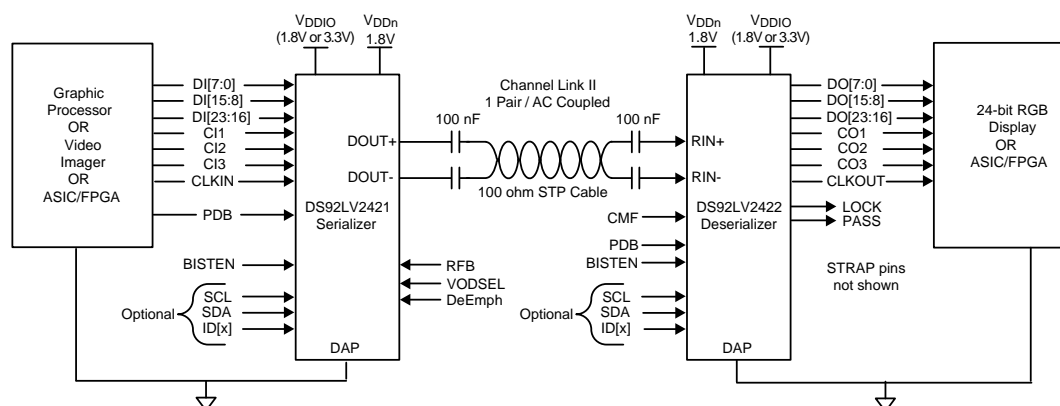 VDDIO
(1.8V or 3.3V)
VDDn
1.8V
VDDn
1.8V
VDDIO
(1.8V or 3.3V)
Graphic
Processor
OR
Video
Imager
OR
ASIC/FPGA
DI[7:0]
DI[15:8]
DI[23:16]
CI1
CI2
CI3
CLKIN
PDB
BISTEN
Optional
SCL
SDA
ID[x]
DOUT+
DOUT-
DS92LV2421
Serializer
DAP
RFB
VODSEL
DeEmph
Channel Link II
1 Pair / AC Coupled
100 nF
100 nF
100 ohm STP Cable
RIN+
RIN-
CMF
PDB
BISTEN
Optional
SCL
SDA
ID[x]
DS92LV2422
Deserializer
DAP
DO[7:0]
DO[15:8]
DO[23:16]
CO1
CO2
CO3
CLKOUT
LOCK
PASS
STRAP pins
not shown
24-bit RGB
Display
OR
ASIC/FPGA